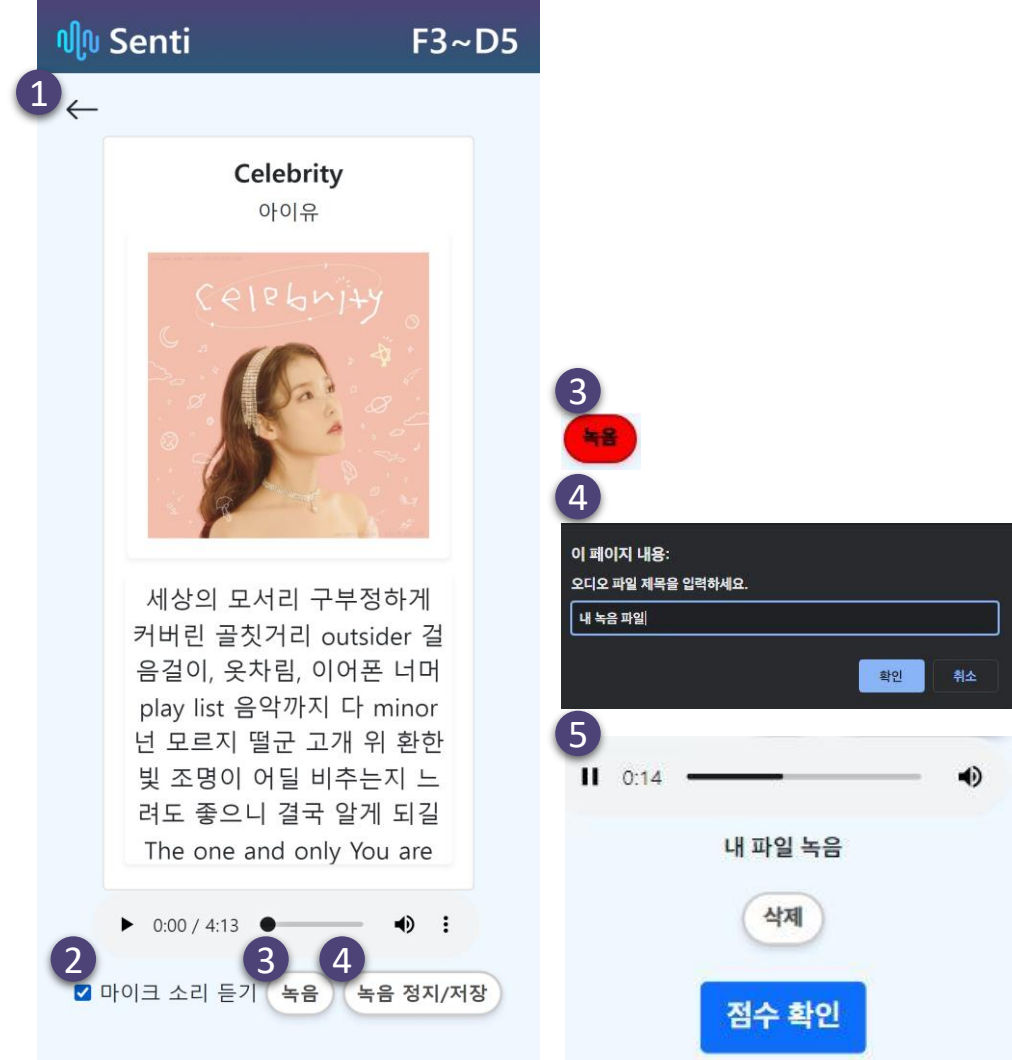 Senti
F3~D5
1
Celebrity
아이유
Celebrity
세상의 모서리 구부정하게
커버린 골칫거리 outsider 걸
음걸이, 옷차림, 이어폰 너머
play list 음악까지 다 minor
넌 모르지 떨군 고개 위 환한
빛 조명이 어딜 비추는지 느
려도 좋으니 결국 알게 되길
The one and only You are
0:00 / 4:13
2
마이크 소리 듣기
3
녹음
4
녹음 정지/저장
3
녹음
4
이 페이지 내용:
오디오 파일 제목을 입력하세요.
내 녹음 파일
확인
취소
5
0:14
내 파일 녹음
삭제
점수 확인